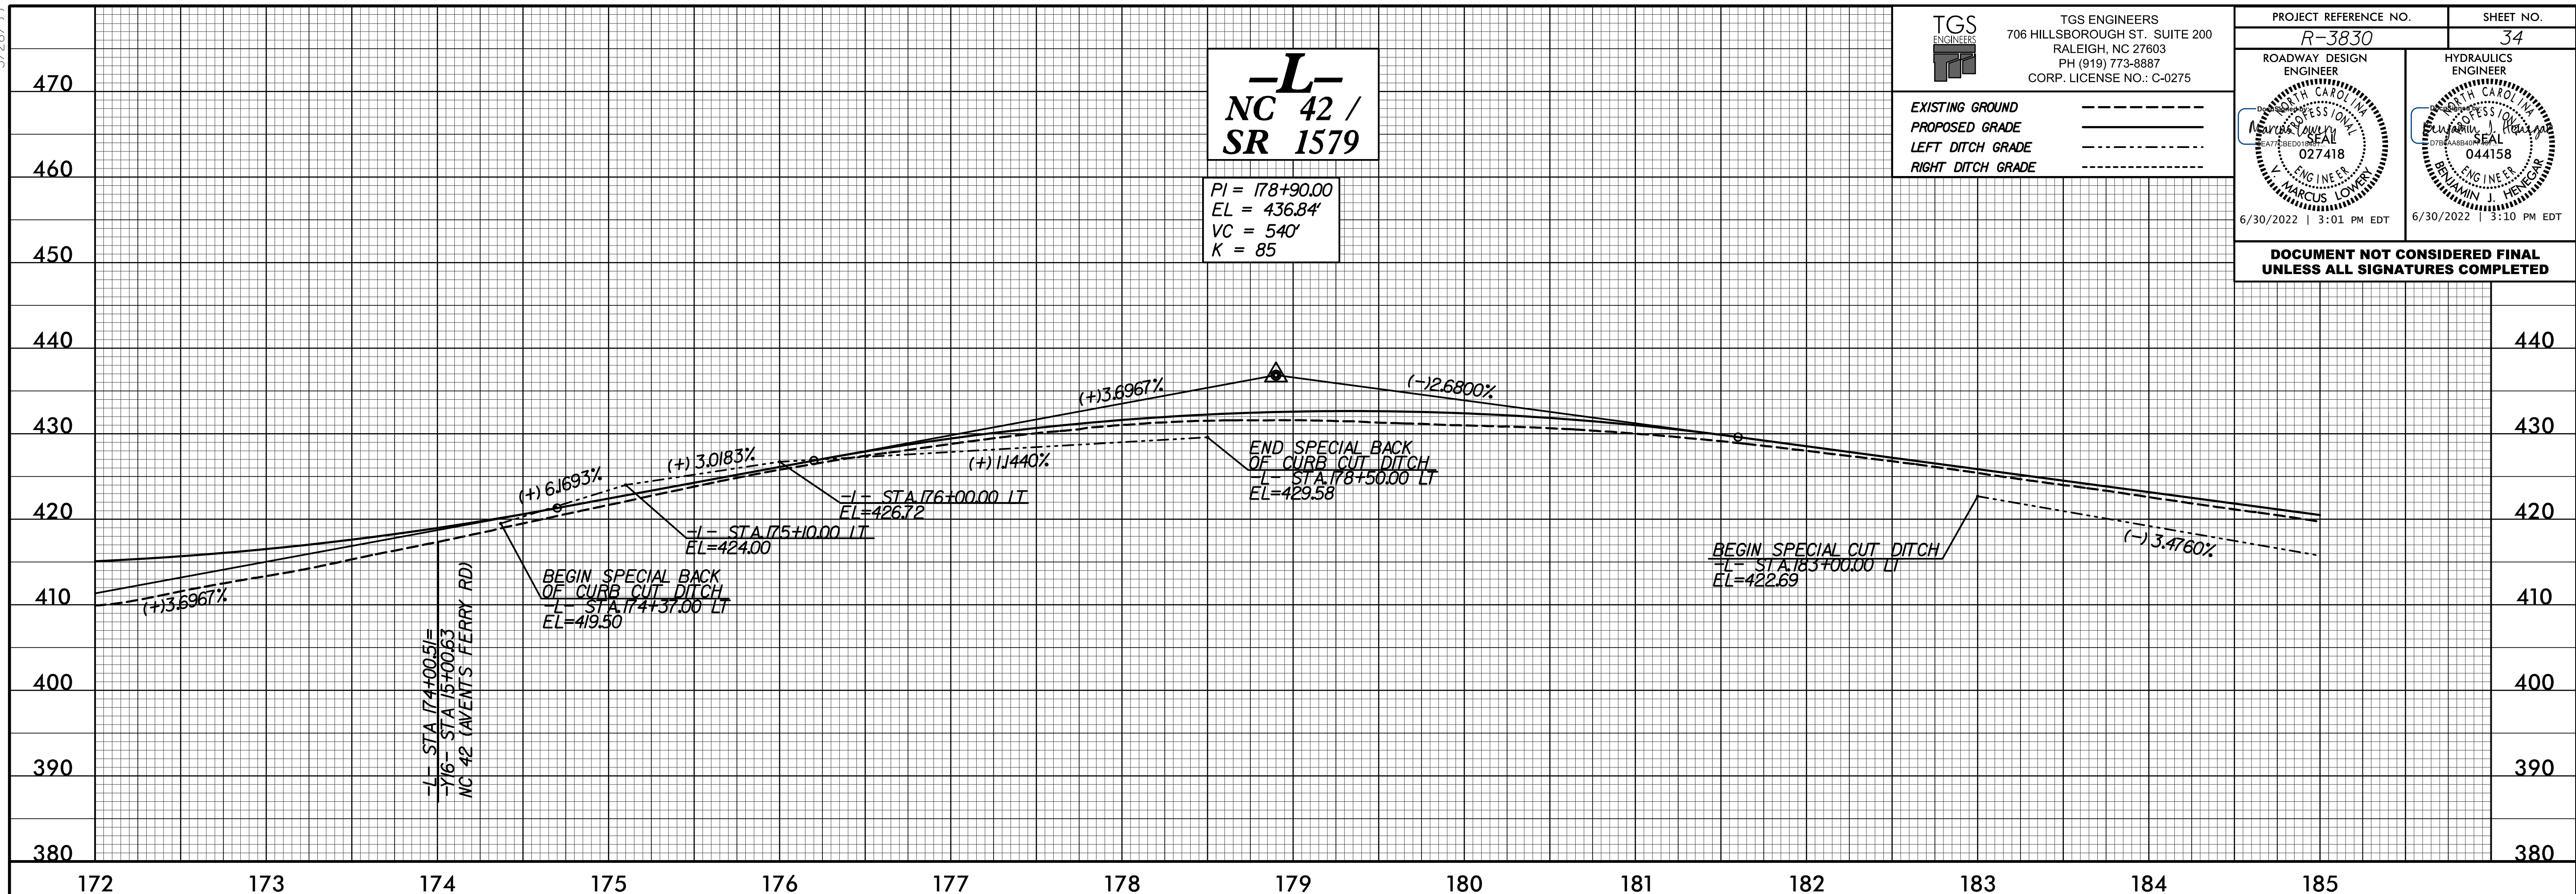 TGS
ENGINEERS
TGS ENGINEERS
706 HILLSBOROUGH ST. SUITE 200
RALEIGH, NC 27603
PH (919) 773-8887
CORP. LICENSE NO.: C-0275
PROJECT REFERENCE NO.
SHEET NO.
R-3830
34
ROADWAY DESIGN
ENGINEER
HYDRAULICS
ENGINEER
NORTH CAROLINA
PROFESSIONAL
SEAL
027418
ENGINEER
V. MARCUS LOWERY
Marcus Lowery
6/30/2022 | 3:01 PM EDT
NORTH CAROLINA
PROFESSIONAL
SEAL
044158
ENGINEER
BENJAMIN J. HENEGAR
Benjamin J. Henegar
6/30/2022 | 3:10 PM EDT
DOCUMENT NOT CONSIDERED FINAL
UNLESS ALL SIGNATURES COMPLETED
EXISTING GROUND
PROPOSED GRADE
LEFT DITCH GRADE
RIGHT DITCH GRADE
-L-
NC 42 /
SR 1579
PI = 178+90.00
EL = 436.84'
VC = 540'
K = 85
470
460
450
440
430
420
410
400
390
380
440
430
420
410
400
390
380
(+)3.6967%
(-)2.6800%
(+) 3.0183%
(+) 6.1693%
(+) 1.1440%
END SPECIAL BACK
OF CURB CUT DITCH
-L- STA.178+50.00 LT
EL=429.58
-L- STA.176+00.00 LT
EL=426.72
-L- STA.175+10.00 LT
EL=424.00
BEGIN SPECIAL BACK
OF CURB CUT DITCH
-L- STA.174+37.00 LT
EL=419.50
(+)3.6967%
BEGIN SPECIAL CUT DITCH
-L- STA.183+00.00 LT
EL=422.69
(-) 3.4760%
-L- STA 174+00.51=
-Y16- STA 15+00.63
NC 42 (AVENTS FERRY RD)
172 173 174 175 176 177 178 179 180 181 182 183 184 185